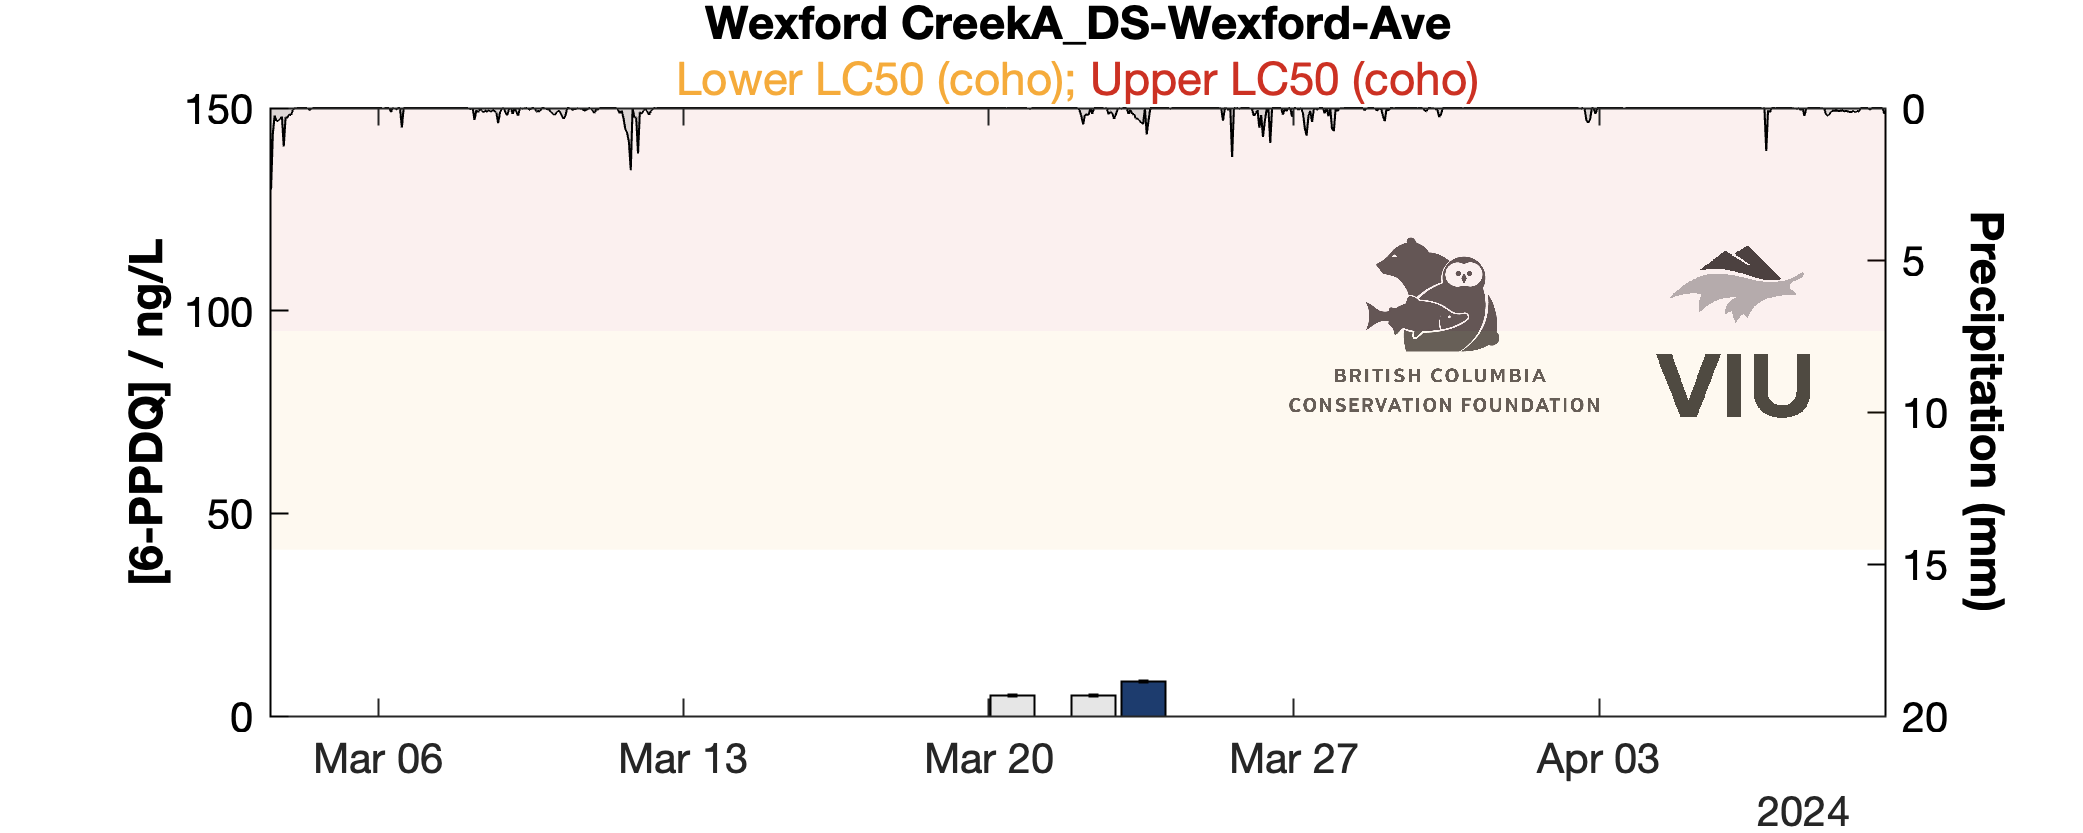 Wexford CreekA_DS-Wexford-Ave
Lower LC50 (coho); Upper LC50 (coho)
150
100
50
0
[6-PPDQ] / ng/L
0
5
10
15
20
Precipitation (mm)
BRITISH COLUMBIA
CONSERVATION FOUNDATION
VIU
Mar 06
Mar 13
Mar 20
Mar 27
Apr 03
2024